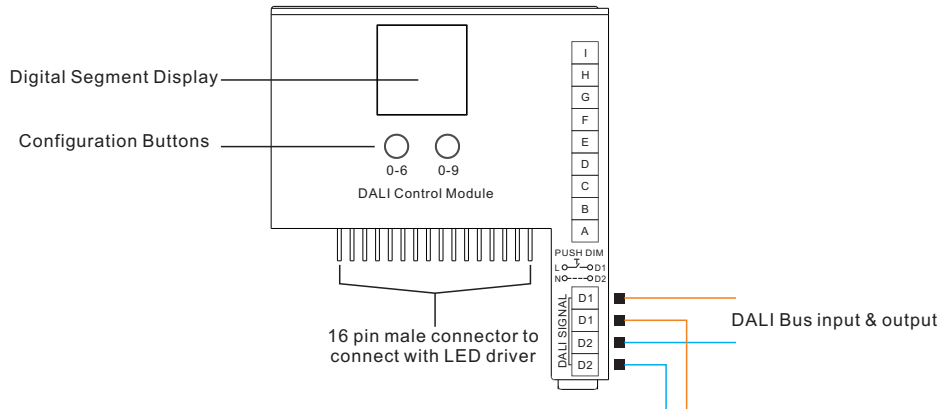 Digital Segment Display
Configuration Buttons
0-6
0-9
DALI Control Module
I
H
G
F
E
D
C
B
A
PUSH DIM
L D1
N D2
DALI SIGNAL
D1
D1
D2
D2
16 pin male connector to
connect with LED driver
DALI Bus input & output